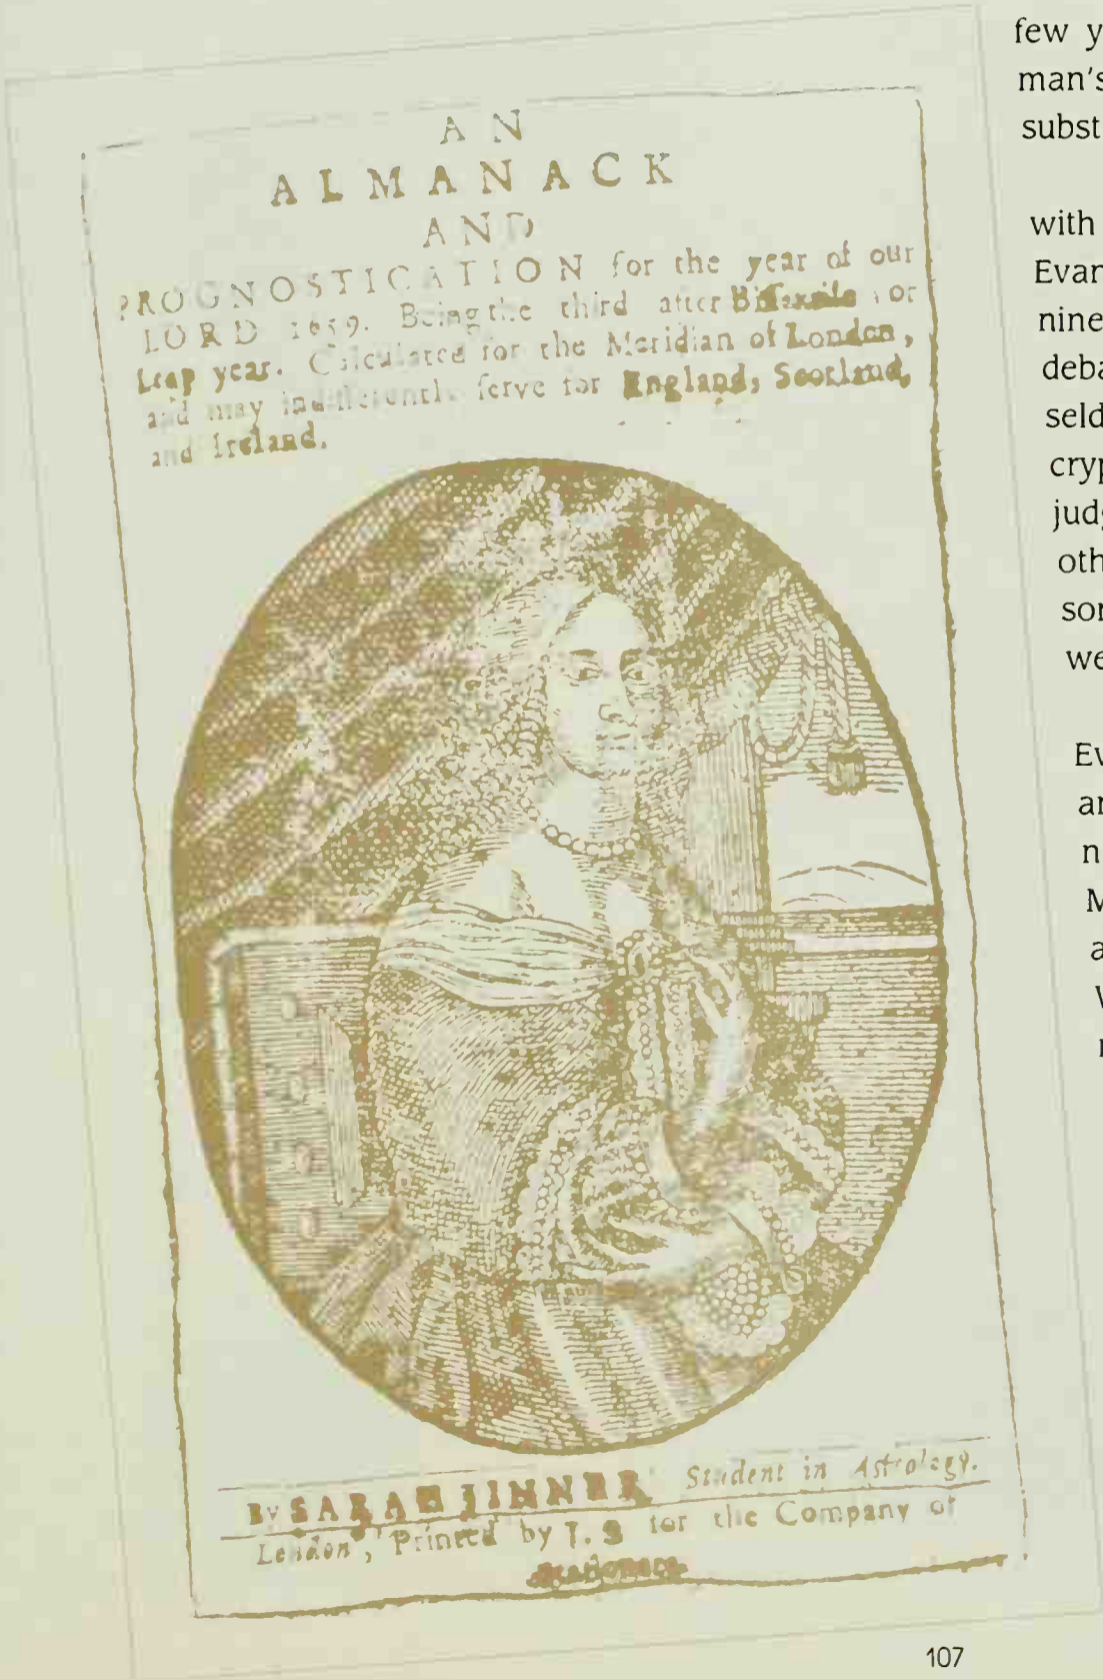 AN
ALMANACK
AND
PROGNOSTICATION for the year of our
LORD 1659. Being the third after Bissextile or
Leap year. Calculated for the Meridian of London,
and may indifferently serve for England, Scotland,
and Ireland.
By SARAH JINNER Student in Astrology.
London, Printed by J. S for the Company of
Stationers.
few y
man's
subst
with
Evan
nine
deba
seld
cryp
judg
oth
son
we
Ev
an
n
M
a
W
107